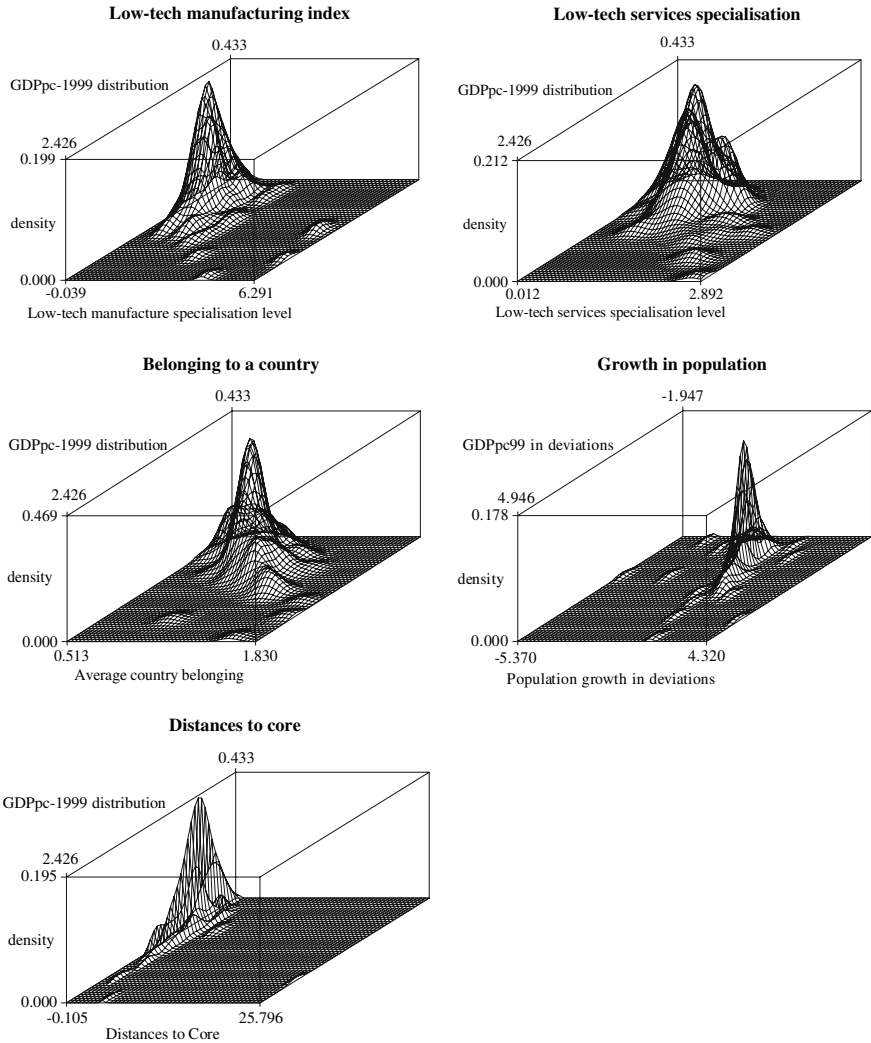 Low-tech manufacturing index
0.433
GDPpc-1999 distribution
2.426
0.199
density
0.000
-0.039
6.291
Low-tech manufacture specialisation level
Low-tech services specialisation
0.433
GDPpc-1999 distribution
2.426
0.212
density
0.000
0.012
2.892
Low-tech services specialisation level
Belonging to a country
0.433
GDPpc-1999 distribution
2.426
0.469
density
0.000
0.513
1.830
Average country belonging
Growth in population
-1.947
GDPpc99 in deviations
4.946
0.178
density
0.000
-5.370
4.320
Population growth in deviations
Distances to core
0.433
GDPpc-1999 distribution
2.426
0.195
density
0.000
-0.105
25.796
Distances to Core